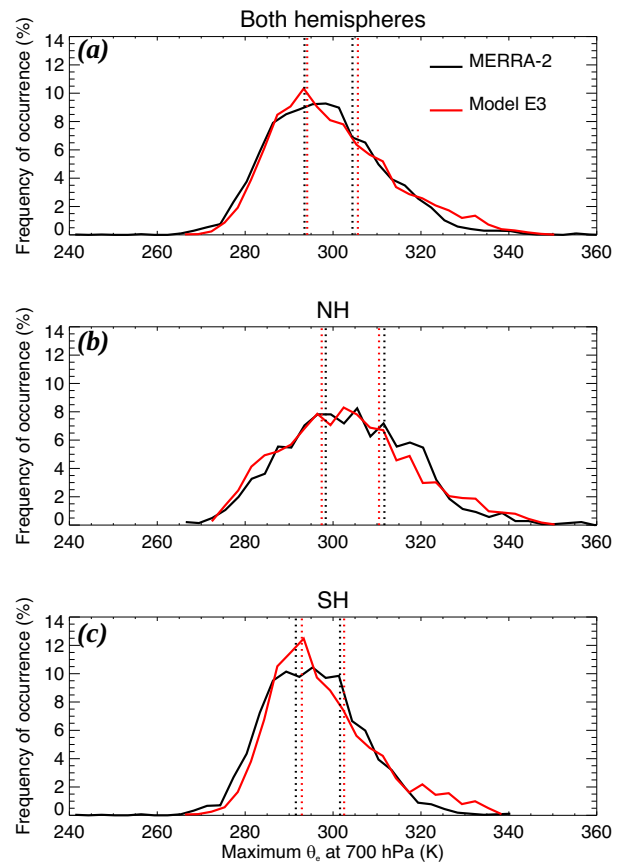 Both hemispheres
(a)
MERRA-2
Model E3
Frequency of occurrence (%)
14
12
10
8
6
4
2
0
240 260 280 300 320 340 360
NH
(b)
Frequency of occurrence (%)
14
12
10
8
6
4
2
0
240 260 280 300 320 340 360
SH
(c)
Frequency of occurrence (%)
14
12
10
8
6
4
2
0
240 260 280 300 320 340 360
Maximum θe at 700 hPa (K)